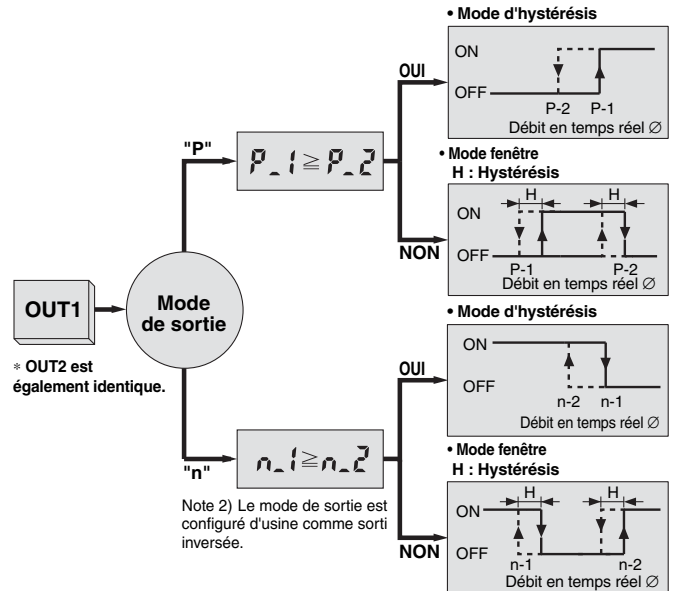 • Mode d'hystérésis
ON
OFF
P-2 P-1
Débit en temps réel ∅
OUI
"P"
P_1 ≧ P_2
NON
• Mode fenêtre
H : Hystérésis
H H
ON
OFF
P-1 P-2
Débit en temps réel ∅
OUT1
Mode
de sortie
* OUT2 est
également identique.
• Mode d'hystérésis
ON
OFF
n-2 n-1
Débit en temps réel ∅
OUI
"n"
n_1≧n_2
NON
Note 2) Le mode de sortie est
configuré d'usine comme sorti
inversée.
• Mode fenêtre
H : Hystérésis
H H
ON
OFF
n-1 n-2
Débit en temps réel ∅